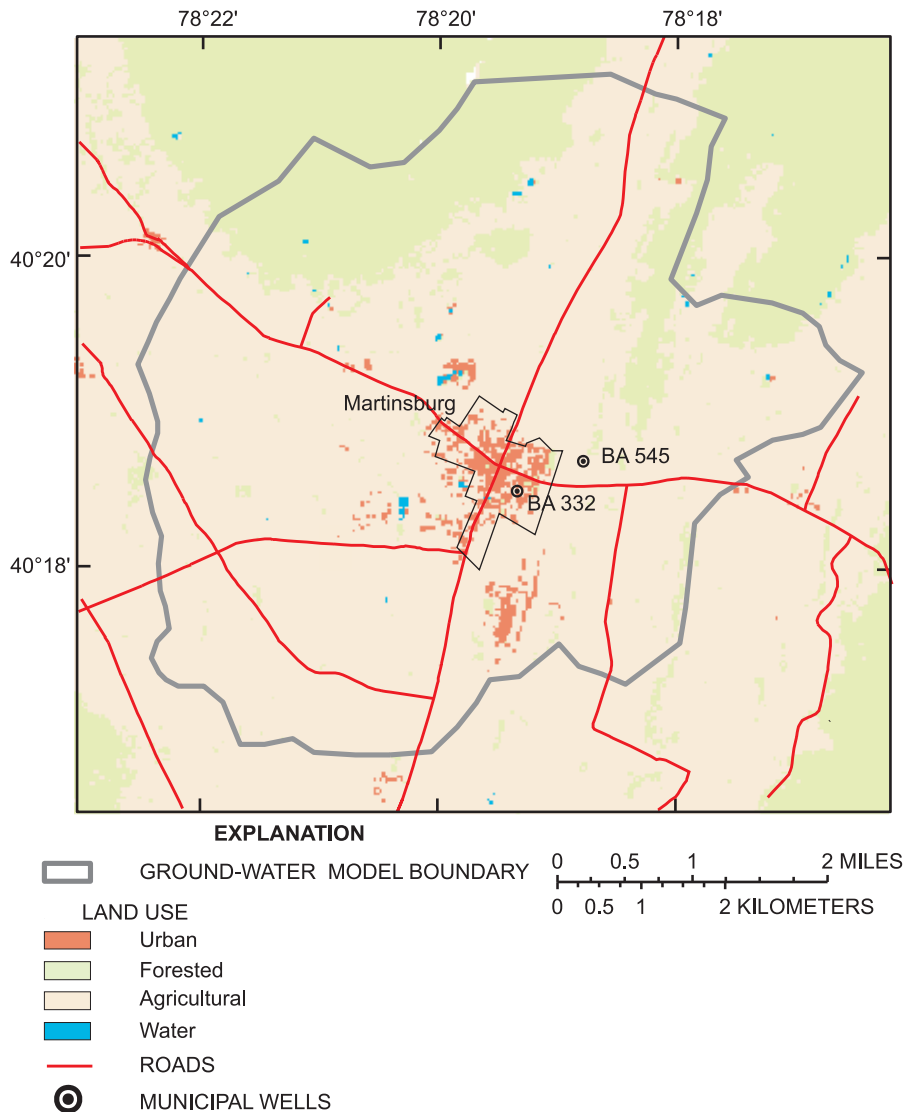 78°22' 78°20' 78°18'
40°20'
Martinsburg
BA 545
BA 332
40°18'
EXPLANATION
GROUND-WATER MODEL BOUNDARY
0 0.5 1 2 MILES
0 0.5 1 2 KILOMETERS
LAND USE
Urban
Forested
Agricultural
Water
ROADS
MUNICIPAL WELLS